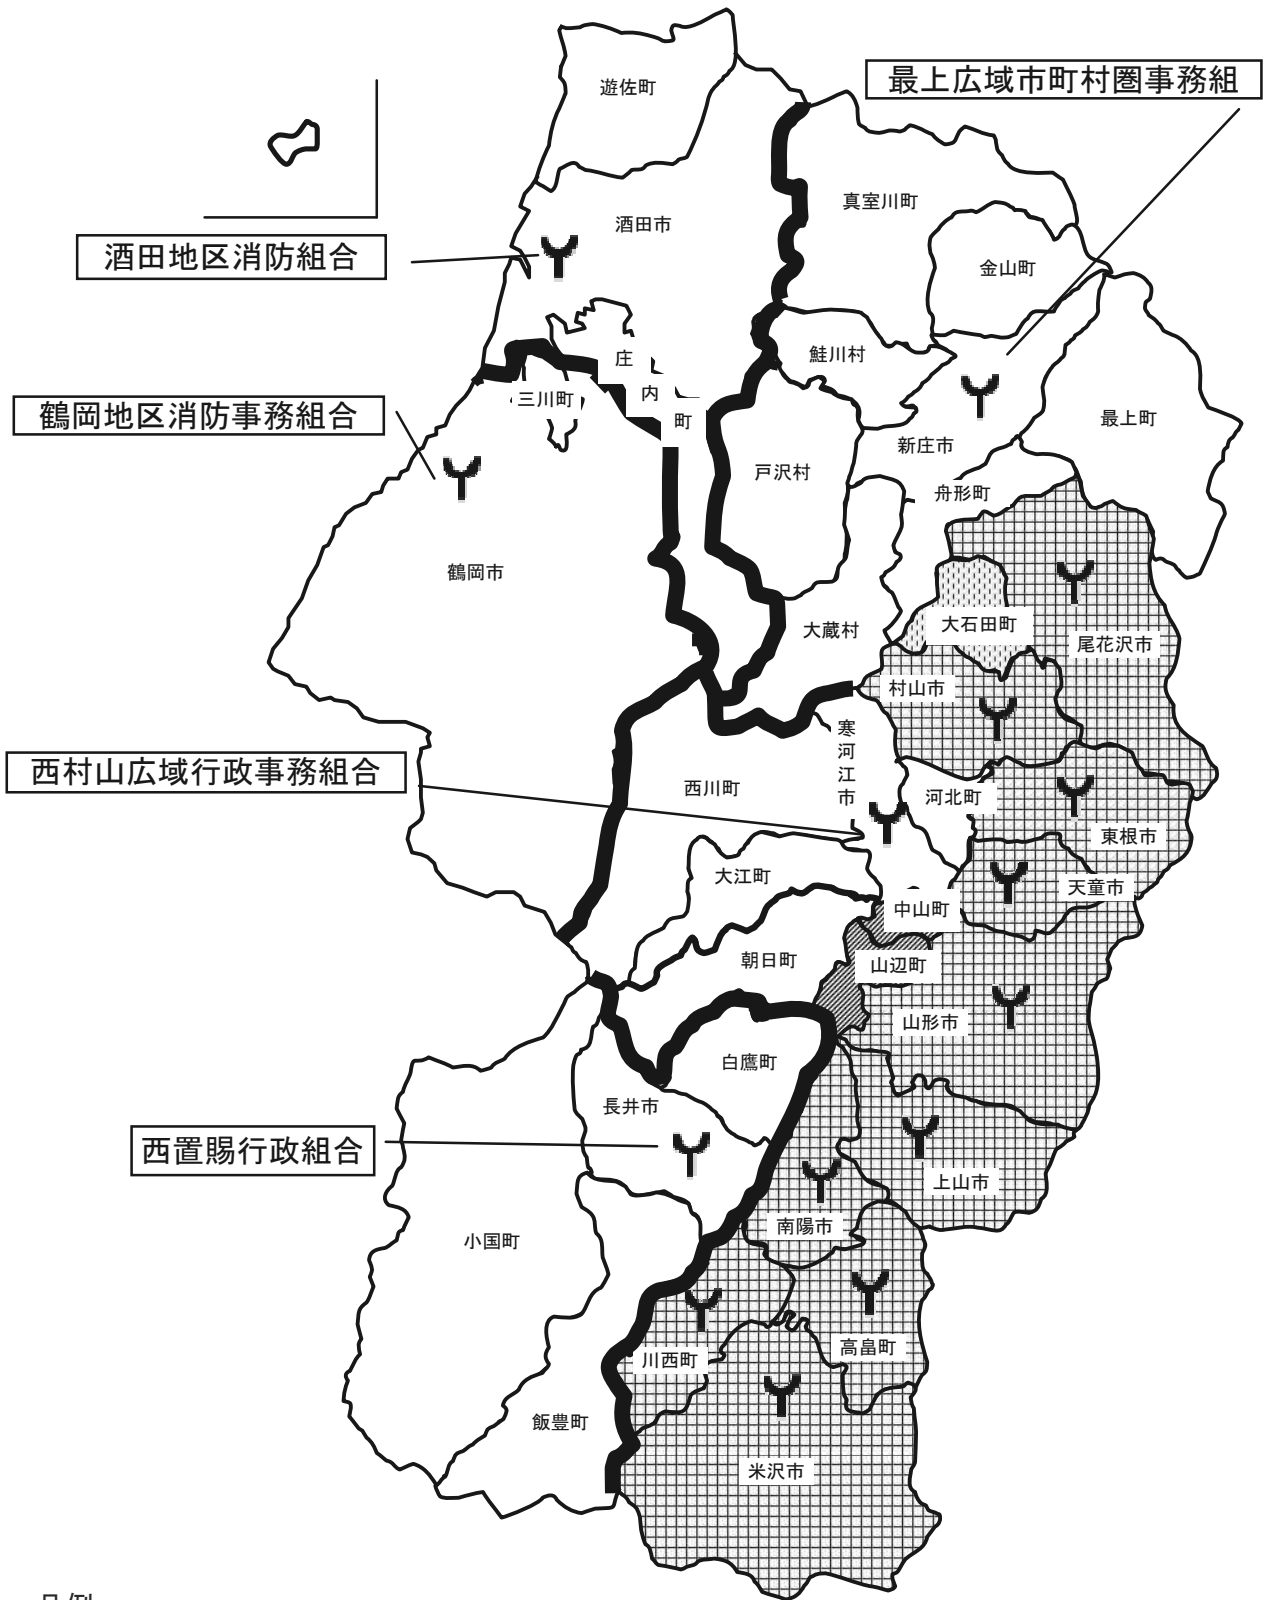 最上広域市町村圏事務組
遊佐町
真室川町
酒田市
酒田地区消防組合
金山町
鮭川村
庄
内
町
三川町
鶴岡地区消防事務組合
最上町
新庄市
戸沢村
舟形町
鶴岡市
大石田町
大蔵村
尾花沢市
村山市
寒
河
江
市
西村山広域行政事務組合
西川町
河北町
東根市
大江町
天童市
中山町
朝日町
山辺町
山形市
白鷹町
長井市
西置賜行政組合
上山市
南陽市
小国町
高畠町
川西町
飯豊町
米沢市